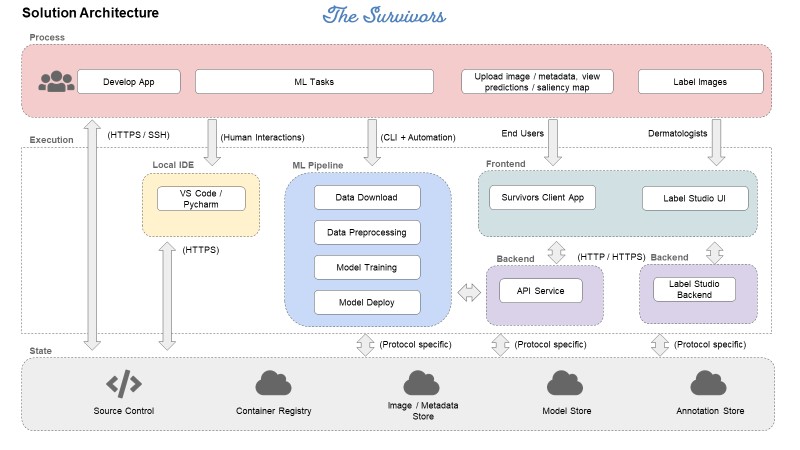 Solution Architecture
The Survivors
Process
Develop App
ML Tasks
Upload image / metadata, view
predictions / saliency map
Label Images
(HTTPS / SSH)
(Human Interactions)
(CLI + Automation)
End Users
Dermatologists
Execution
Local IDE
VS Code /
Pycharm
(HTTPS)
ML Pipeline
Data Download
Data Preprocessing
Model Training
Model Deploy
Frontend
Survivors Client App
Label Studio UI
(HTTP / HTTPS)
Backend
API Service
Backend
Label Studio
Backend
(Protocol specific)
(Protocol specific)
(Protocol specific)
State
Source Control
Container Registry
Image / Metadata
Store
Model Store
Annotation Store